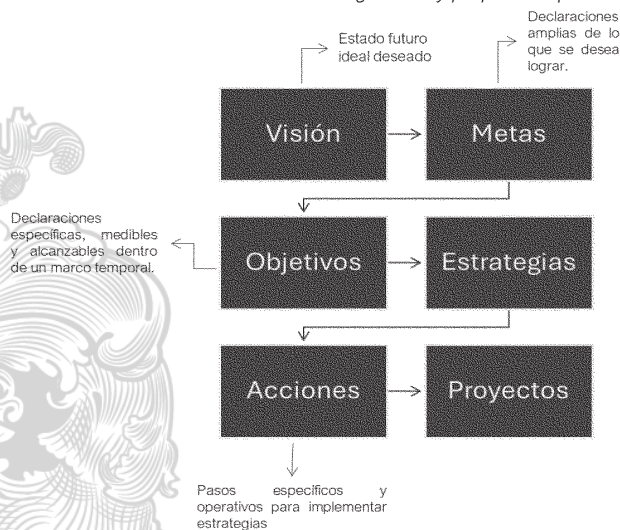 Declaraciones
amplias de lo
que se desea
lograr.
Estado futuro
ideal deseado
Visión
Metas
Declaraciones
específicas, medibles
y alcanzables dentro
de un marco temporal.
Objetivos
Estrategias
Acciones
Proyectos
Pasos específicos y
operativos para implementar
estrategias